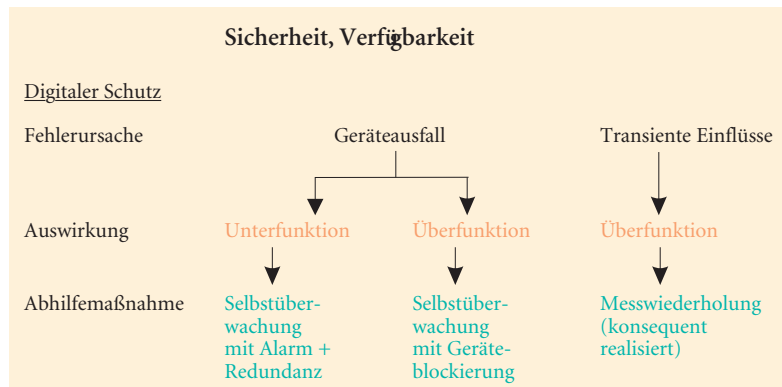 Sicherheit, Verfügbarkeit
Digitaler Schutz
Fehlerursache Geräteausfall Transiente Einflüsse
Auswirkung Unterfunktion Überfunktion Überfunktion
Abhilfemaßnahme
Selbstüber-
wachung
mit Alarm +
Redundanz
Selbstüber-
wachung
mit Geräte-
blockierung
Messwiederholung
(konsequent
realisiert)